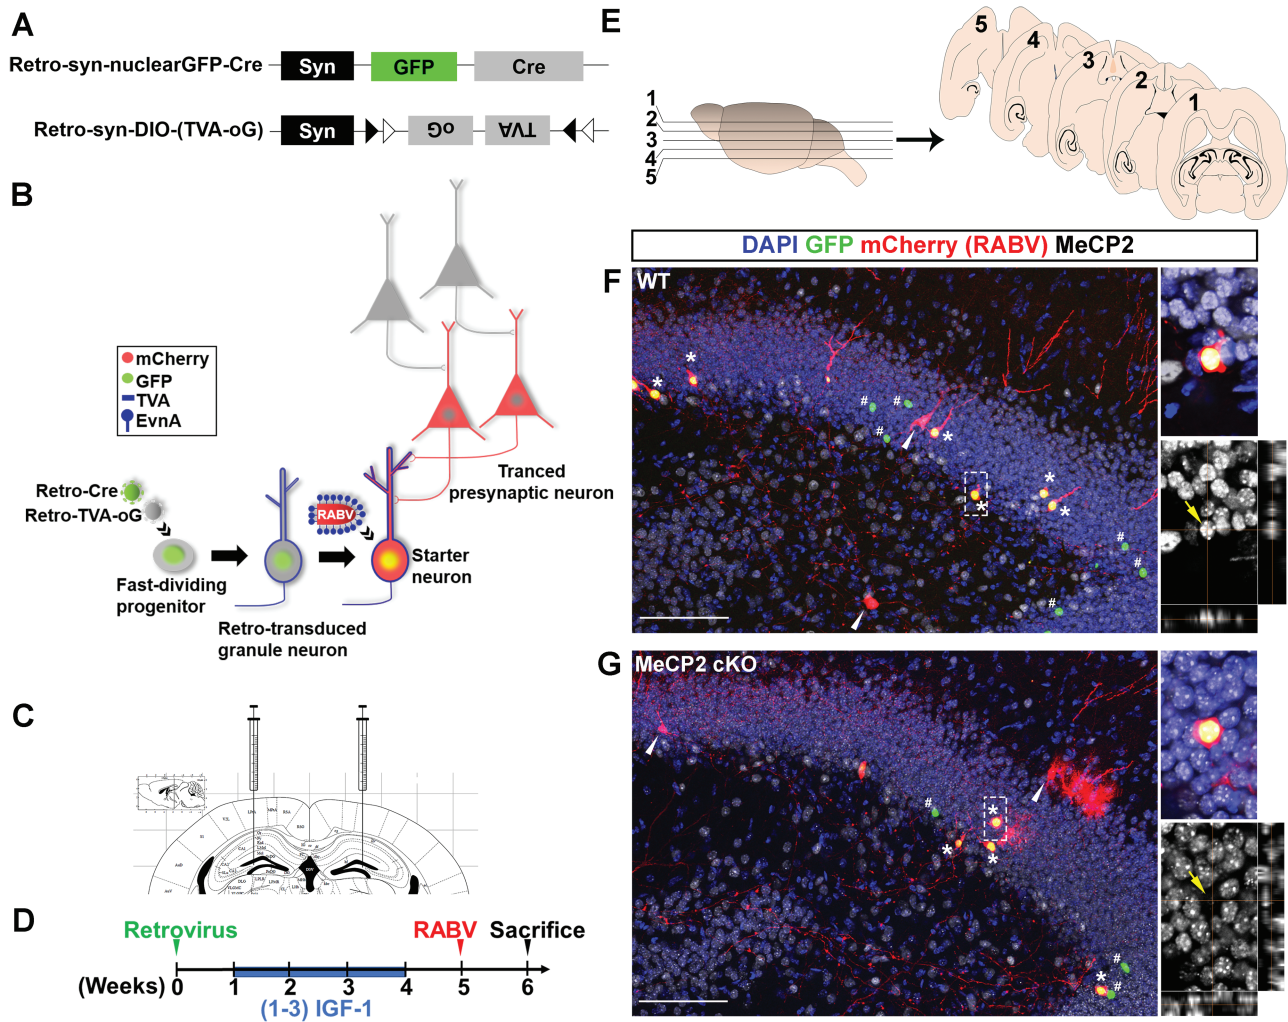 A
Retro-syn-nuclearGFP-Cre
Syn
GFP
Cre
Retro-syn-DIO-(TVA-oG)
Syn
oG
TVA
B
mCherry
GFP
TVA
EvnA
Retro-Cre
Retro-TVA-oG
RABV
Tranced
presynaptic neuron
Starter
neuron
Fast-dividing
progenitor
Retro-transduced
granule neuron
C
D
Retrovirus
RABV
Sacrifice
(Weeks)
0 1 2 3 4 5 6
(1-3) IGF-1
E
1
2
3
4
5
5
4
3
2
1
DAPI GFP mCherry (RABV) MeCP2
F
WT
*
*
#
#
#
*
*
*
*
#
#
#
G
MeCP2 cKO
#
*
*
*
#
*
#